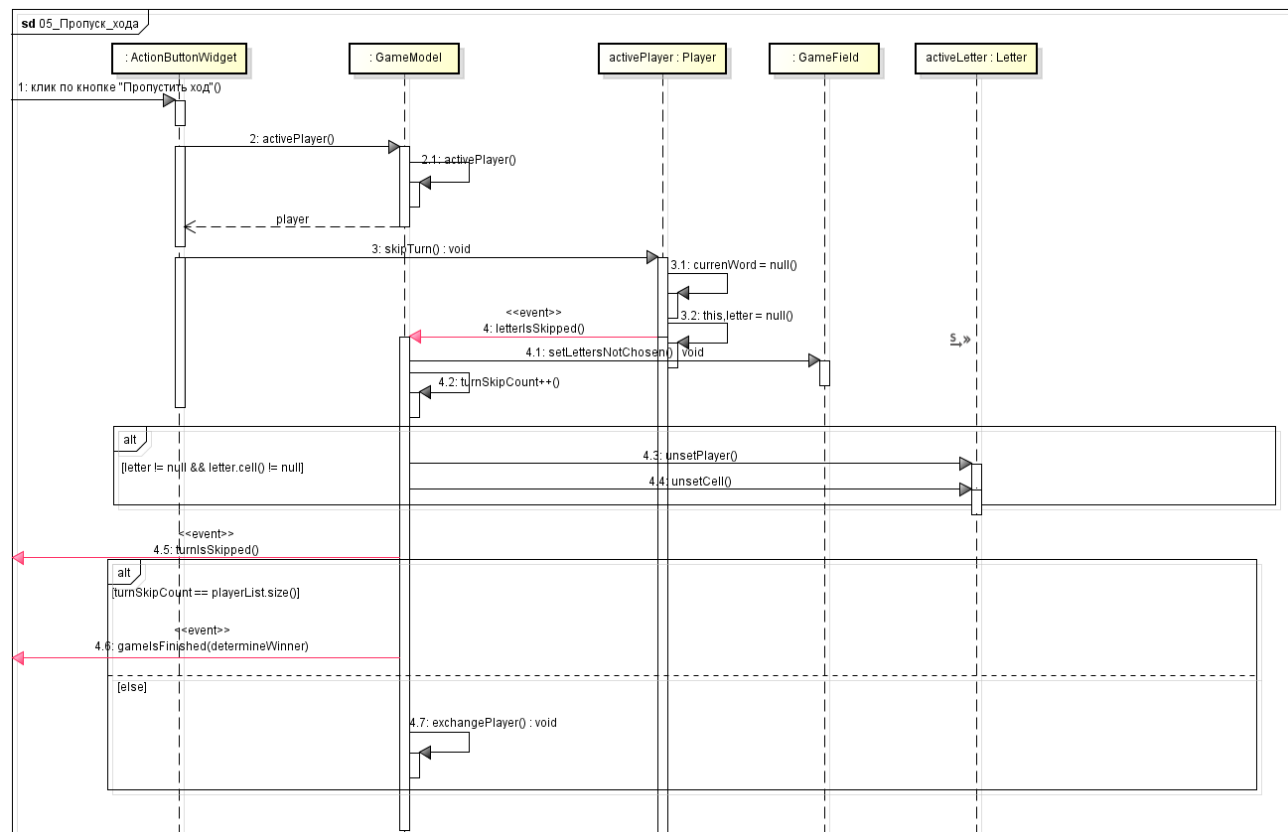 sd 05_Пропуск_хода
: ActionButtonWidget
: GameModel
activePlayer : Player
: GameField
activeLetter : Letter
1: клик по кнопке "Пропустить ход"()
2: activePlayer()
2.1: activePlayer()
player
3: skipTurn() : void
3.1: currenWord = null()
3.2: this,letter = null()
<<event>>
4: letterIsSkipped()
4.1: setLettersNotChosen() : void
4.2: turnSkipCount++()
alt
[letter != null && letter.cell() != null]
4.3: unsetPlayer()
4.4: unsetCell()
<<event>>
4.5: turnIsSkipped()
alt
[turnSkipCount == playerList.size()]
<<event>>
4.6: gameIsFinished(determineWinner)
[else]
4.7: exchangePlayer() : void